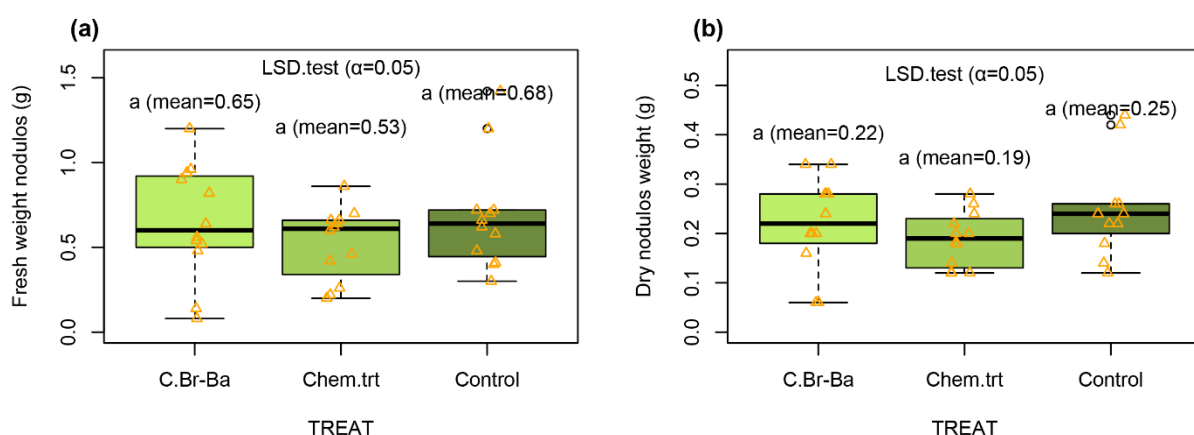 (a)
LSD.test (α=0.05)
a (mean=0.65)
a (mean=0.53)
a (mean=0.68)
Fresh weight nodulos (g)
1.5
1.0
0.5
0.0
C.Br-Ba
Chem.trt
Control
TREAT
(b)
LSD.test (α=0.05)
a (mean=0.22)
a (mean=0.19)
a (mean=0.25)
Dry nodulos weight (g)
0.5
0.4
0.3
0.2
0.1
0.0
C.Br-Ba
Chem.trt
Control
TREAT